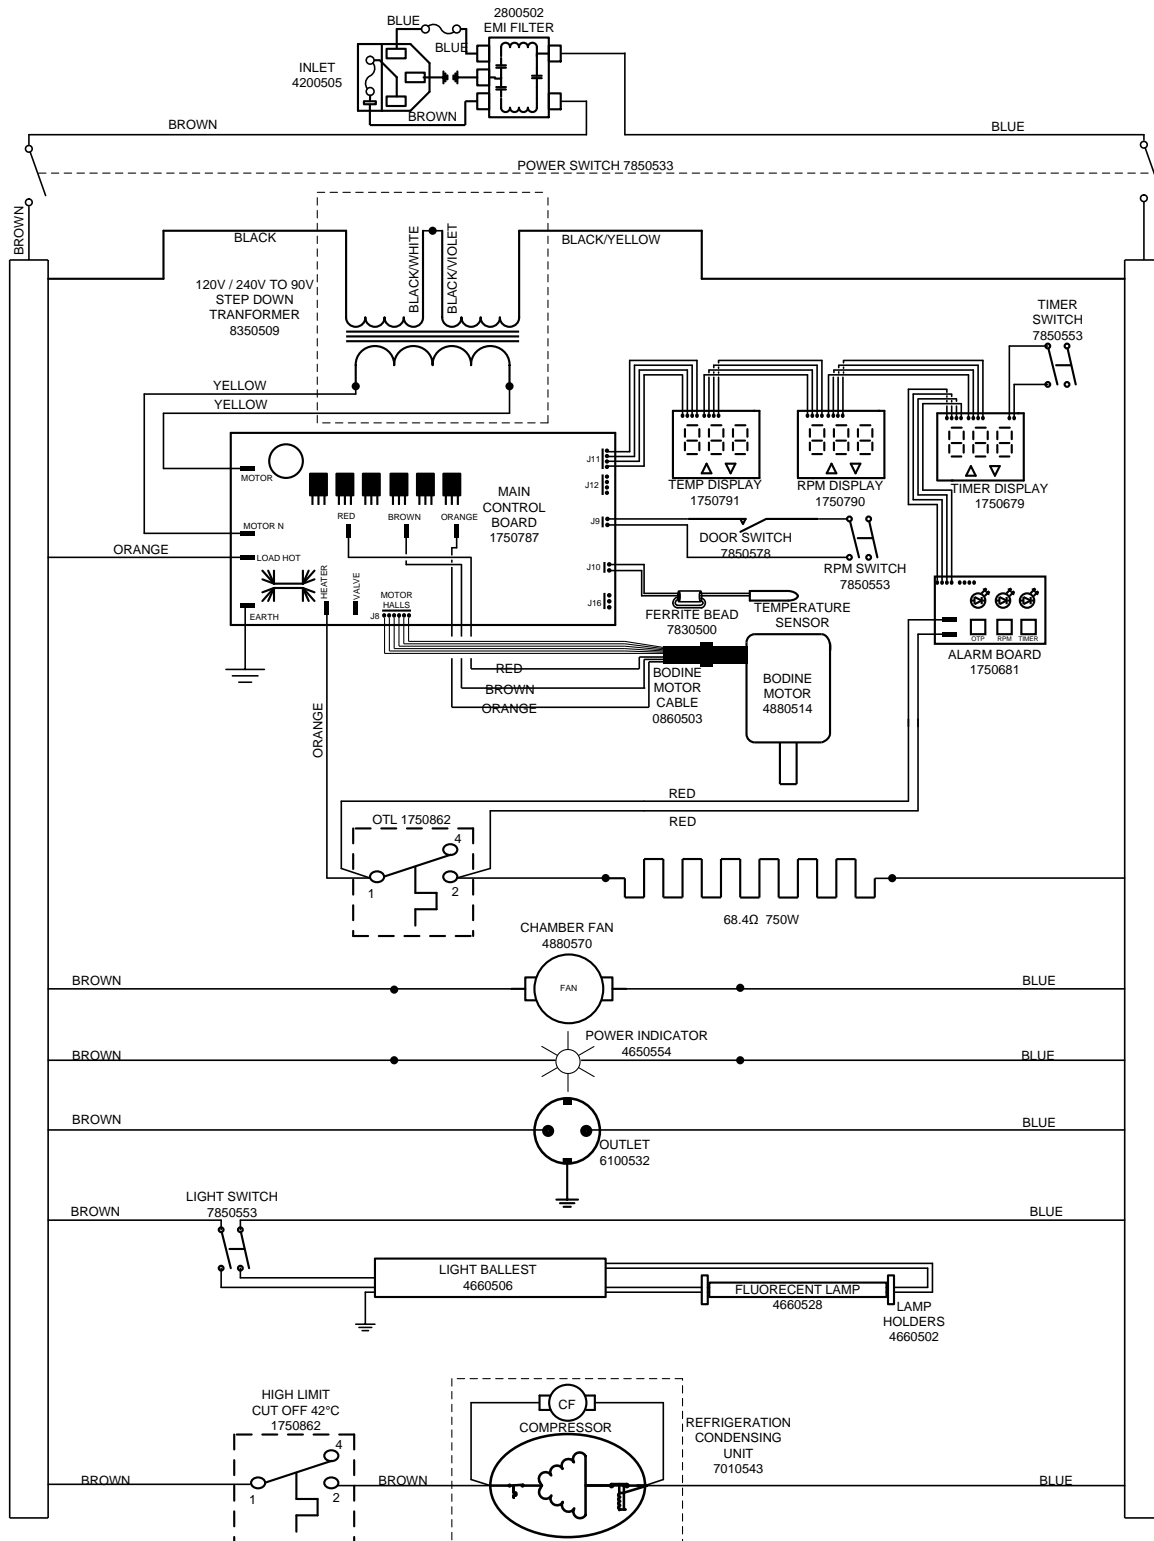 BLUE
2800502
EMI FILTER
BLUE
INLET
4200505
BROWN
BROWN
BLUE
POWER SWITCH 7850533
BROWN
BLACK
BLACK/WHITE
BLACK/VIOLET
BLACK/YELLOW
120V / 240V TO 90V
STEP DOWN
TRANFORMER
8350509
TIMER
SWITCH
7850553
YELLOW
YELLOW
MOTOR
MOTOR N
LOAD HOT
EARTH
HEATER
VALVE
RED
BROWN
ORANGE
MAIN
CONTROL
BOARD
1750787
MOTOR
HALLS
J8
J11
J12
J9
J10
J16
TEMP DISPLAY
1750791
RPM DISPLAY
1750790
TIMER DISPLAY
1750679
ORANGE
DOOR SWITCH
7850578
RPM SWITCH
7850553
FERRITE BEAD
7830500
TEMPERATURE
SENSOR
OTP
RPM
TIMER
ALARM BOARD
1750681
RED
BROWN
ORANGE
BODINE
MOTOR
CABLE
0860503
BODINE
MOTOR
4880514
ORANGE
RED
RED
OTL 1750862
4
1
2
68.4Ω 750W
CHAMBER FAN
4880570
BROWN
FAN
BLUE
POWER INDICATOR
4650554
BROWN
BLUE
BROWN
BLUE
OUTLET
6100532
LIGHT SWITCH
7850553
BROWN
BLUE
LIGHT BALLEST
4660506
FLUORECENT LAMP
4660528
LAMP
HOLDERS
4660502
HIGH LIMIT
CUT OFF 42°C
1750862
4
1
2
BROWN
BROWN
CF
COMPRESSOR
REFRIGERATION
CONDENSING
UNIT
7010543
BLUE